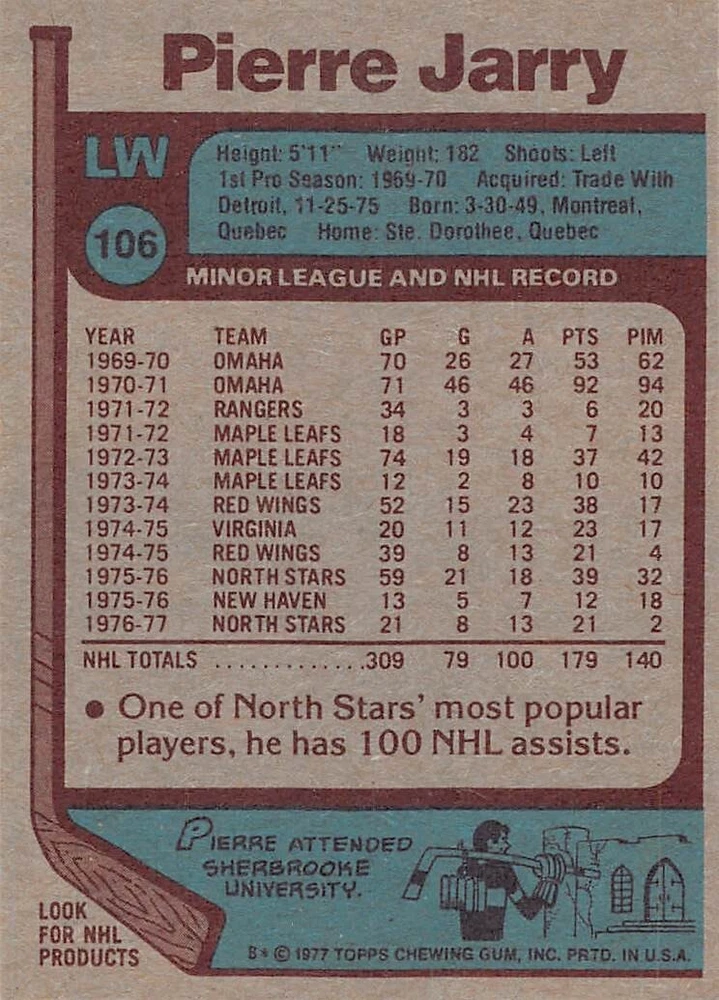 Pierre Jarry
LW
Height: 5'11" Weight: 182 Shoots: Left
1st Pro Season: 1969-70 Acquired: Trade With
Detroit, 11-25-75 Born: 3-30-49, Montreal,
Quebec Home: Ste. Dorothee, Quebec
106
MINOR LEAGUE AND NHL RECORD
YEAR TEAM GP G A PTS PIM
1969-70 OMAHA 70 26 27 53 62
1970-71 OMAHA 71 46 46 92 94
1971-72 RANGERS 34 3 3 6 20
1971-72 MAPLE LEAFS 18 3 4 7 13
1972-73 MAPLE LEAFS 74 19 18 37 42
1973-74 MAPLE LEAFS 12 2 8 10 10
1973-74 RED WINGS 52 15 23 38 17
1974-75 VIRGINIA 20 11 12 23 17
1974-75 RED WINGS 39 8 13 21 4
1975-76 NORTH STARS 59 21 18 39 32
1975-76 NEW HAVEN 13 5 7 12 18
1976-77 NORTH STARS 21 8 13 21 2
NHL TOTALS ..............309 79 100 179 140
• One of North Stars' most popular
players, he has 100 NHL assists.
PIERRE ATTENDED
SHERBROOKE
UNIVERSITY.
LOOK
FOR NHL
PRODUCTS
B* © 1977 TOPPS CHEWING GUM, INC. PRTD. IN U.S.A.